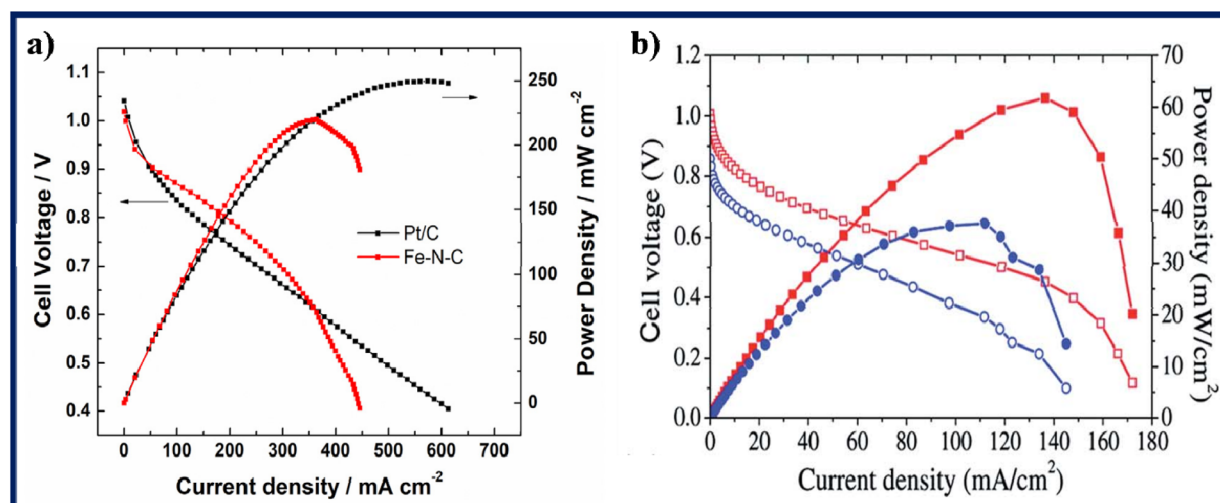 a)
1.1
1.0
0.9
0.8
0.7
0.6
0.5
0.4
Cell Voltage / V
Pt/C
Fe-N-C
250
200
150
100
50
0
Power Density / mW cm-2
0 100 200 300 400 500 600 700
Current density / mA cm-2
b)
1.2
1.0
0.8
0.6
0.4
0.2
0.0
Cell voltage (V)
70
60
50
40
30
20
10
0
Power density (mW/cm2)
0 20 40 60 80 100 120 140 160 180
Current density (mA/cm2)